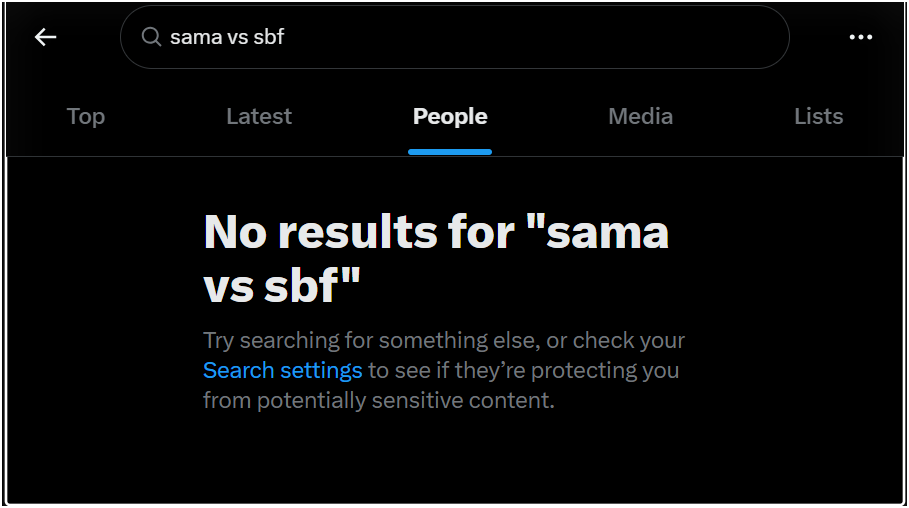 sama vs sbf
Top Latest People Media Lists
No results for "sama
vs sbf"
Try searching for something else, or check your
Search settings to see if they’re protecting you
from potentially sensitive content.